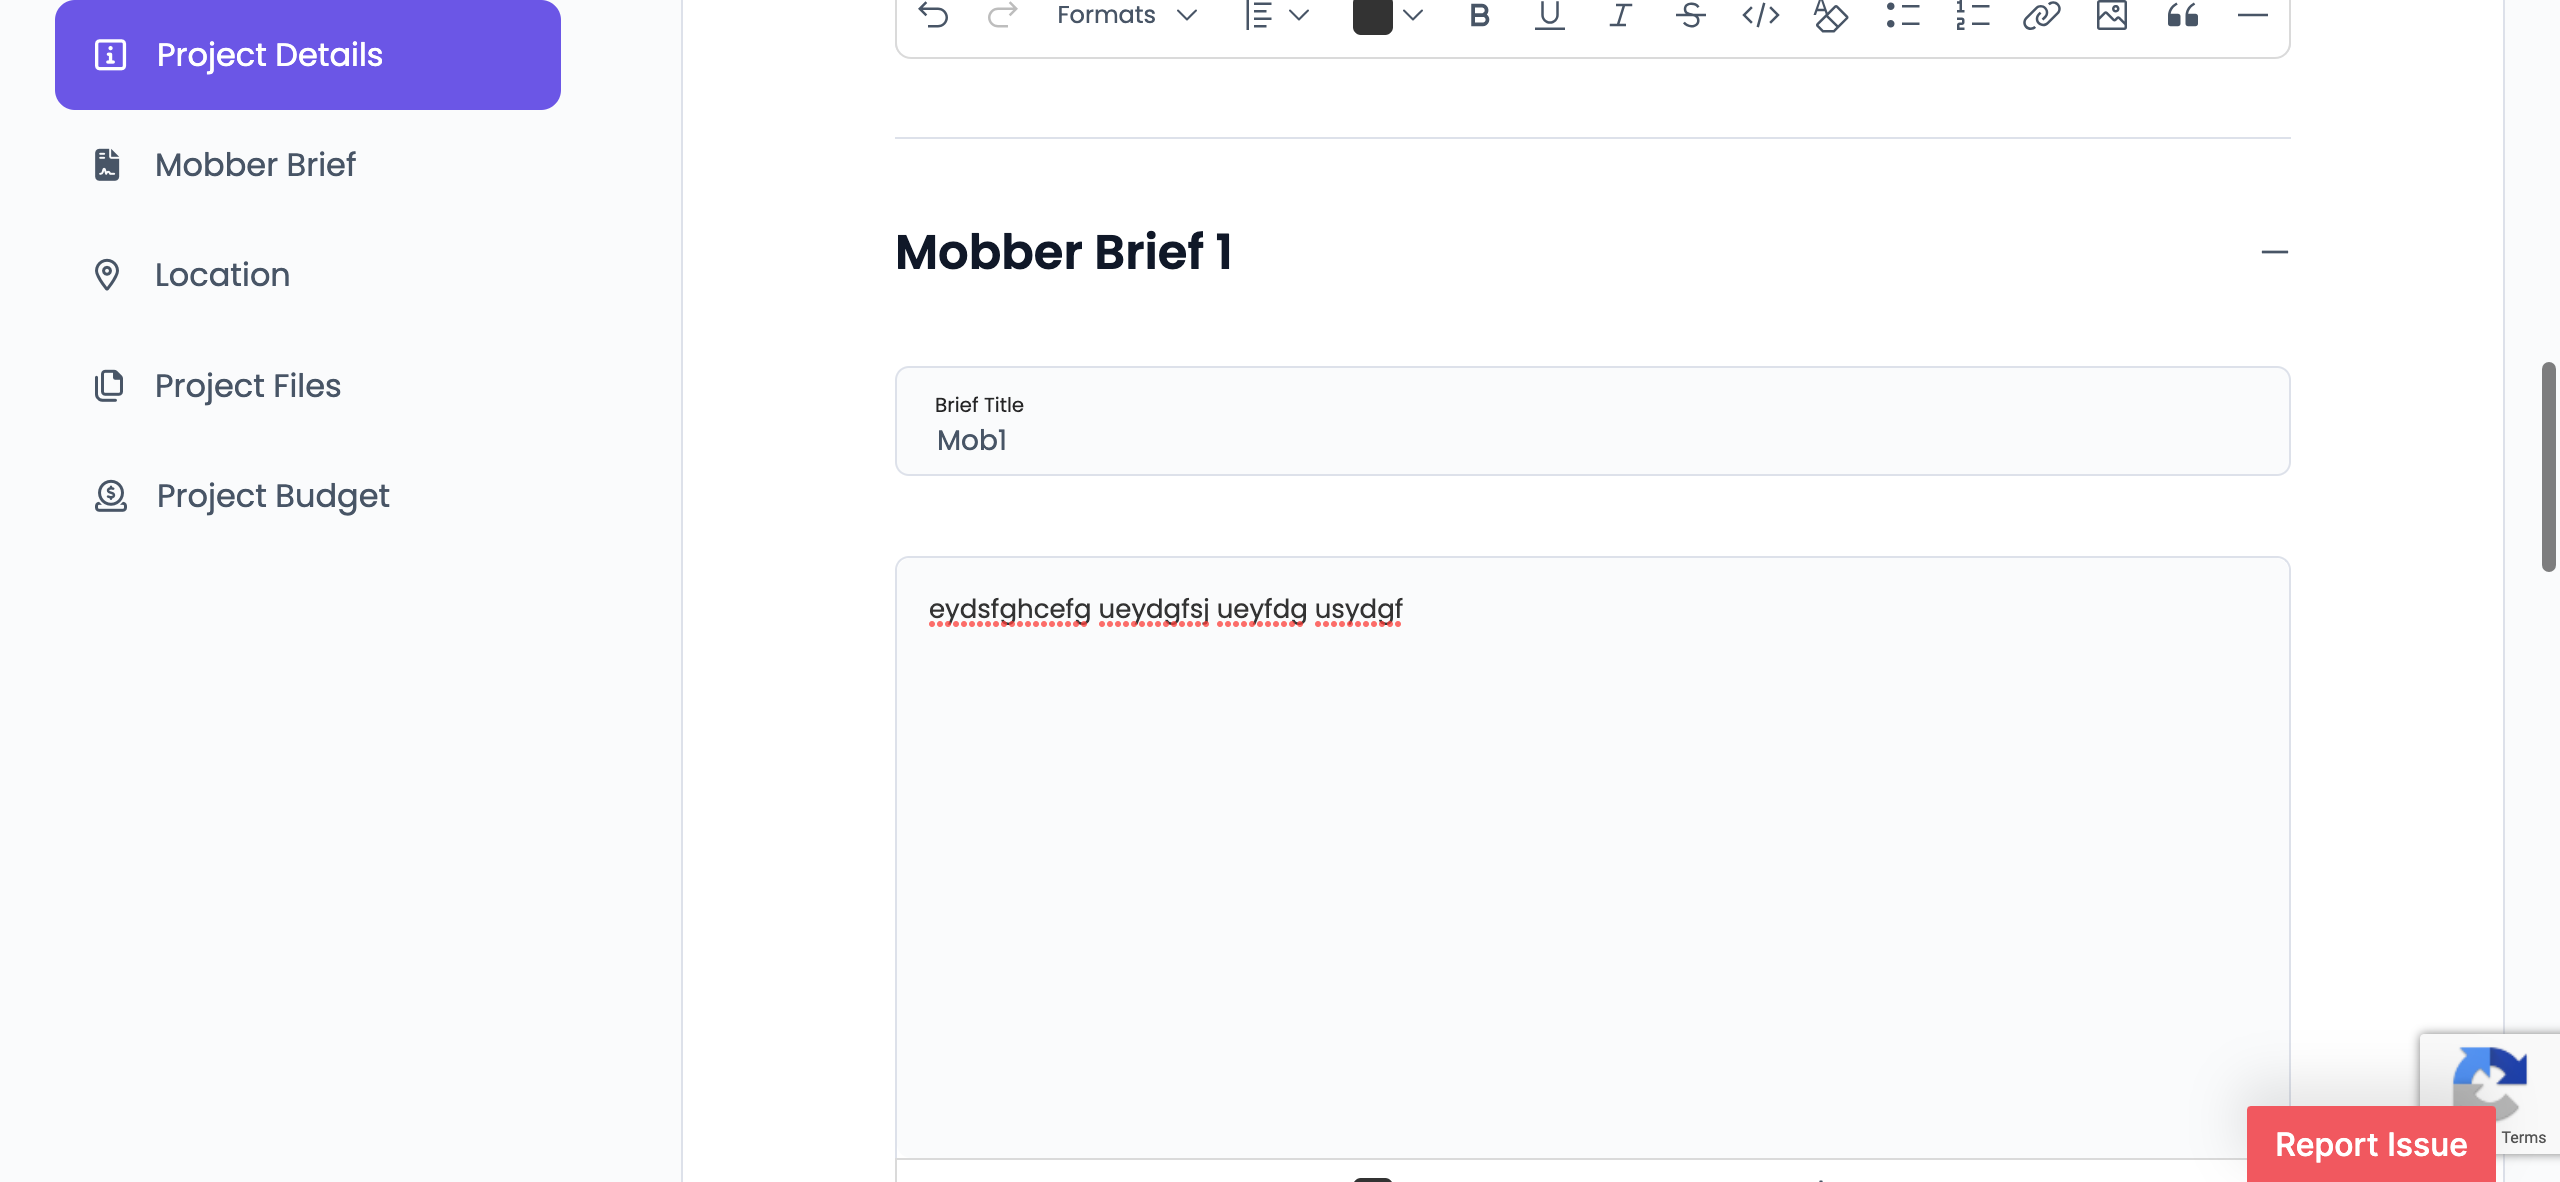 Project Details
Mobber Brief
Location
Project Files
Project Budget
Formats
Mobber Brief 1
Brief Title
Mob1
eydsfghcefg ueydgfsj ueyfdg usydgf
Terms
Report Issue